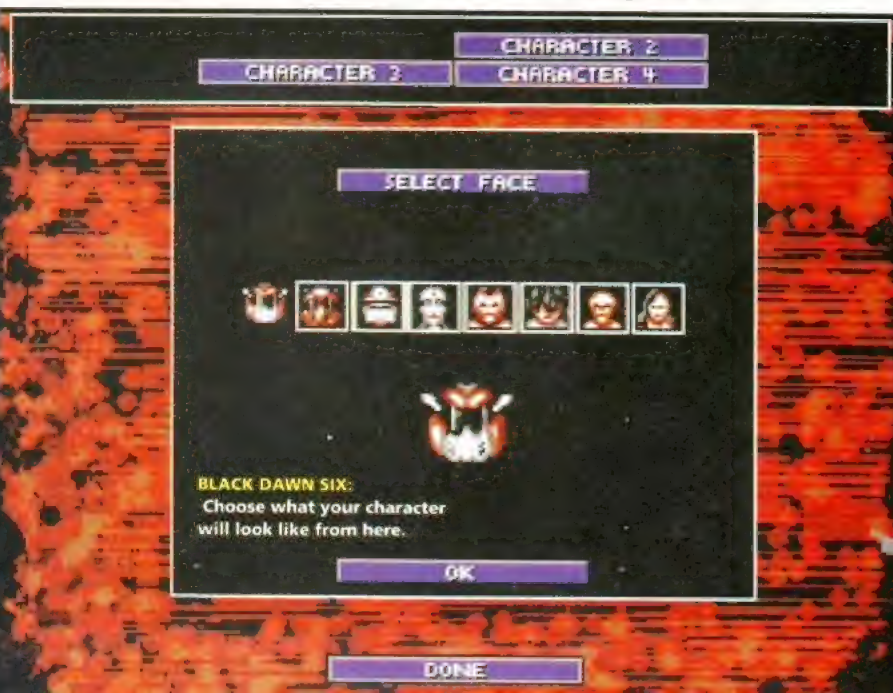 CHARACTER 2
CHARACTER 3
CHARACTER 4
SELECT FACE
BLACK DAWN SIX:
Choose what your character
will look like from here.
OK
DONE